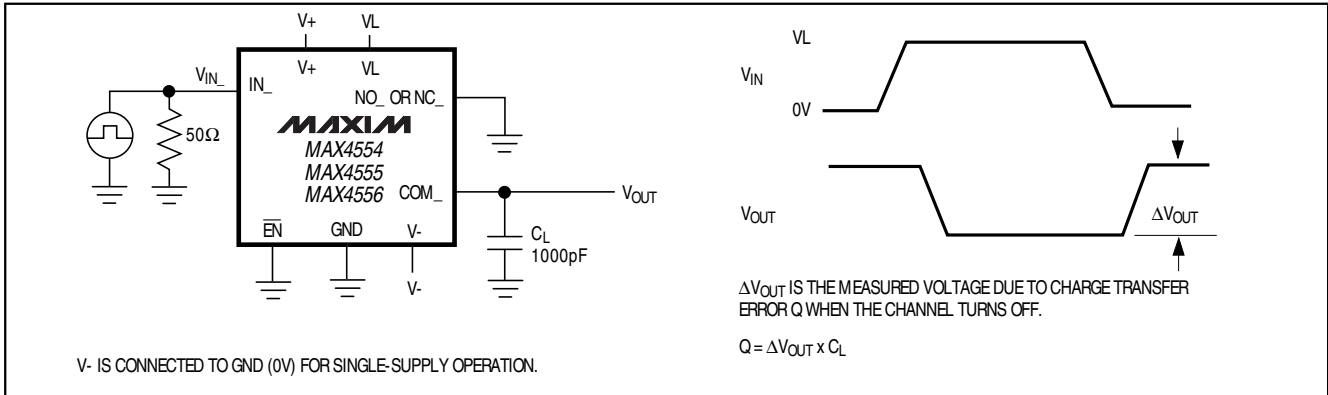 V+ VL
V+ VL
VIN_
IN_
NO_ OR NC_
50Ω
MAXIM
MAX4554
MAX4555
MAX4556
COM_
VOUT
EN GND V-
CL
1000pF
V-
V- IS CONNECTED TO GND (0V) FOR SINGLE-SUPPLY OPERATION.
VL
VIN
0V
VOUT
ΔVOUT
ΔVOUT IS THE MEASURED VOLTAGE DUE TO CHARGE TRANSFER
ERROR Q WHEN THE CHANNEL TURNS OFF.
Q = ΔVOUT x CL